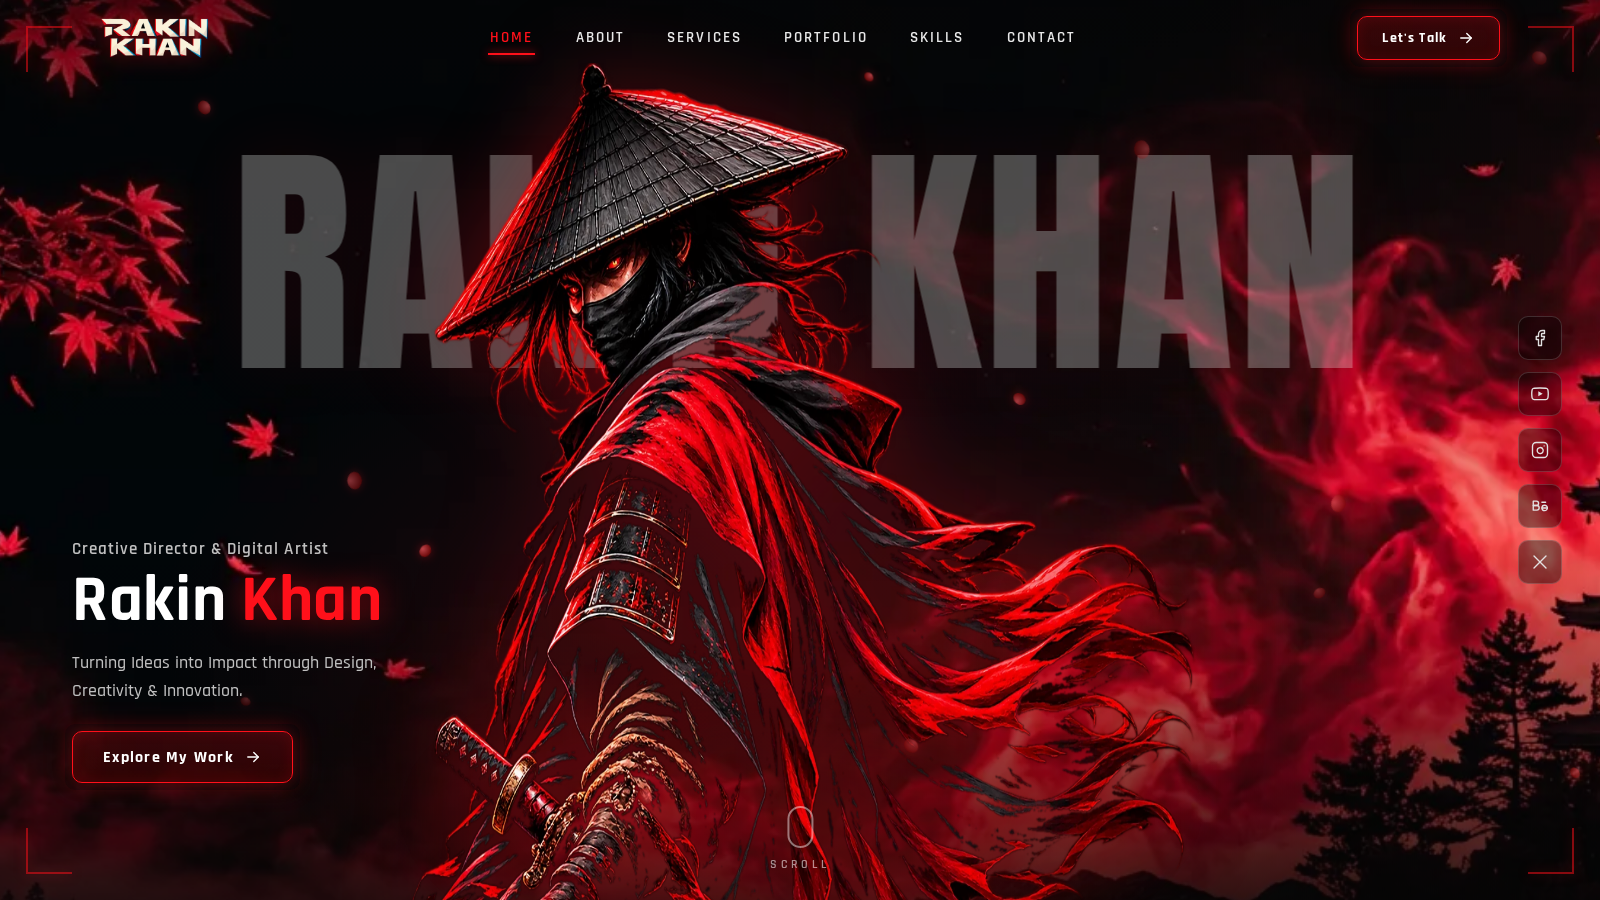 RAKIN
KHAN
HOME
ABOUT
SERVICES
PORTFOLIO
SKILLS
CONTACT
Let's Talk
KHAN
Creative Director & Digital Artist
Rakin Khan
Turning Ideas into Impact through Design,
Creativity & Innovation.
Explore My Work
SCROLL
Bē